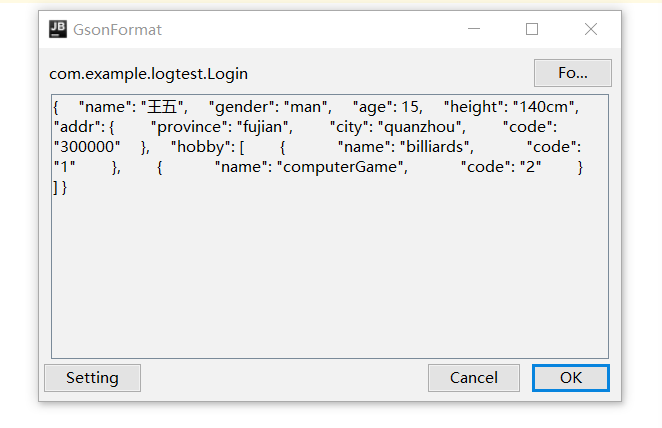 JB GsonFormat
com.example.logtest.Login
Fo...
{ "name": "王五", "gender": "man", "age": 15, "height": "140cm",
"addr": { "province": "fujian", "city": "quanzhou", "code":
"300000" }, "hobby": [ { "name": "billiards", "code":
"1" }, { "name": "computerGame", "code": "2" }
] }
Setting
Cancel
OK